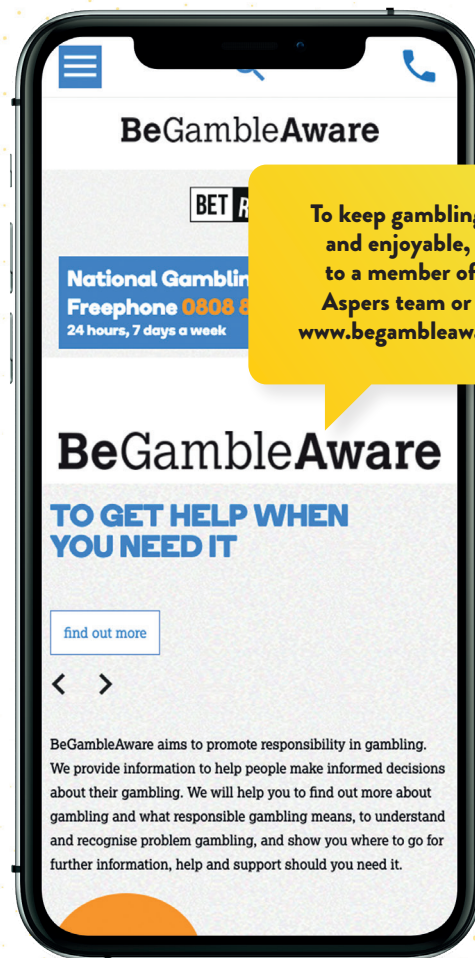 BeGambleAware
BET
National
Freephone 0808
24 hours, 7 days a week
To keep gambling
and enjoyable,
to a member of
Aspers team or
BeGambleAware
TO GET HELP WHEN
YOU NEED IT
find out more
BeGambleAware aims to promote responsibility in gambling.
We provide information to help people make informed decisions
about their gambling. We will help you to find out more about
gambling and what responsible gambling means, to understand
and recognise problem gambling, and show you where to go for
further information, help and support should you need it.